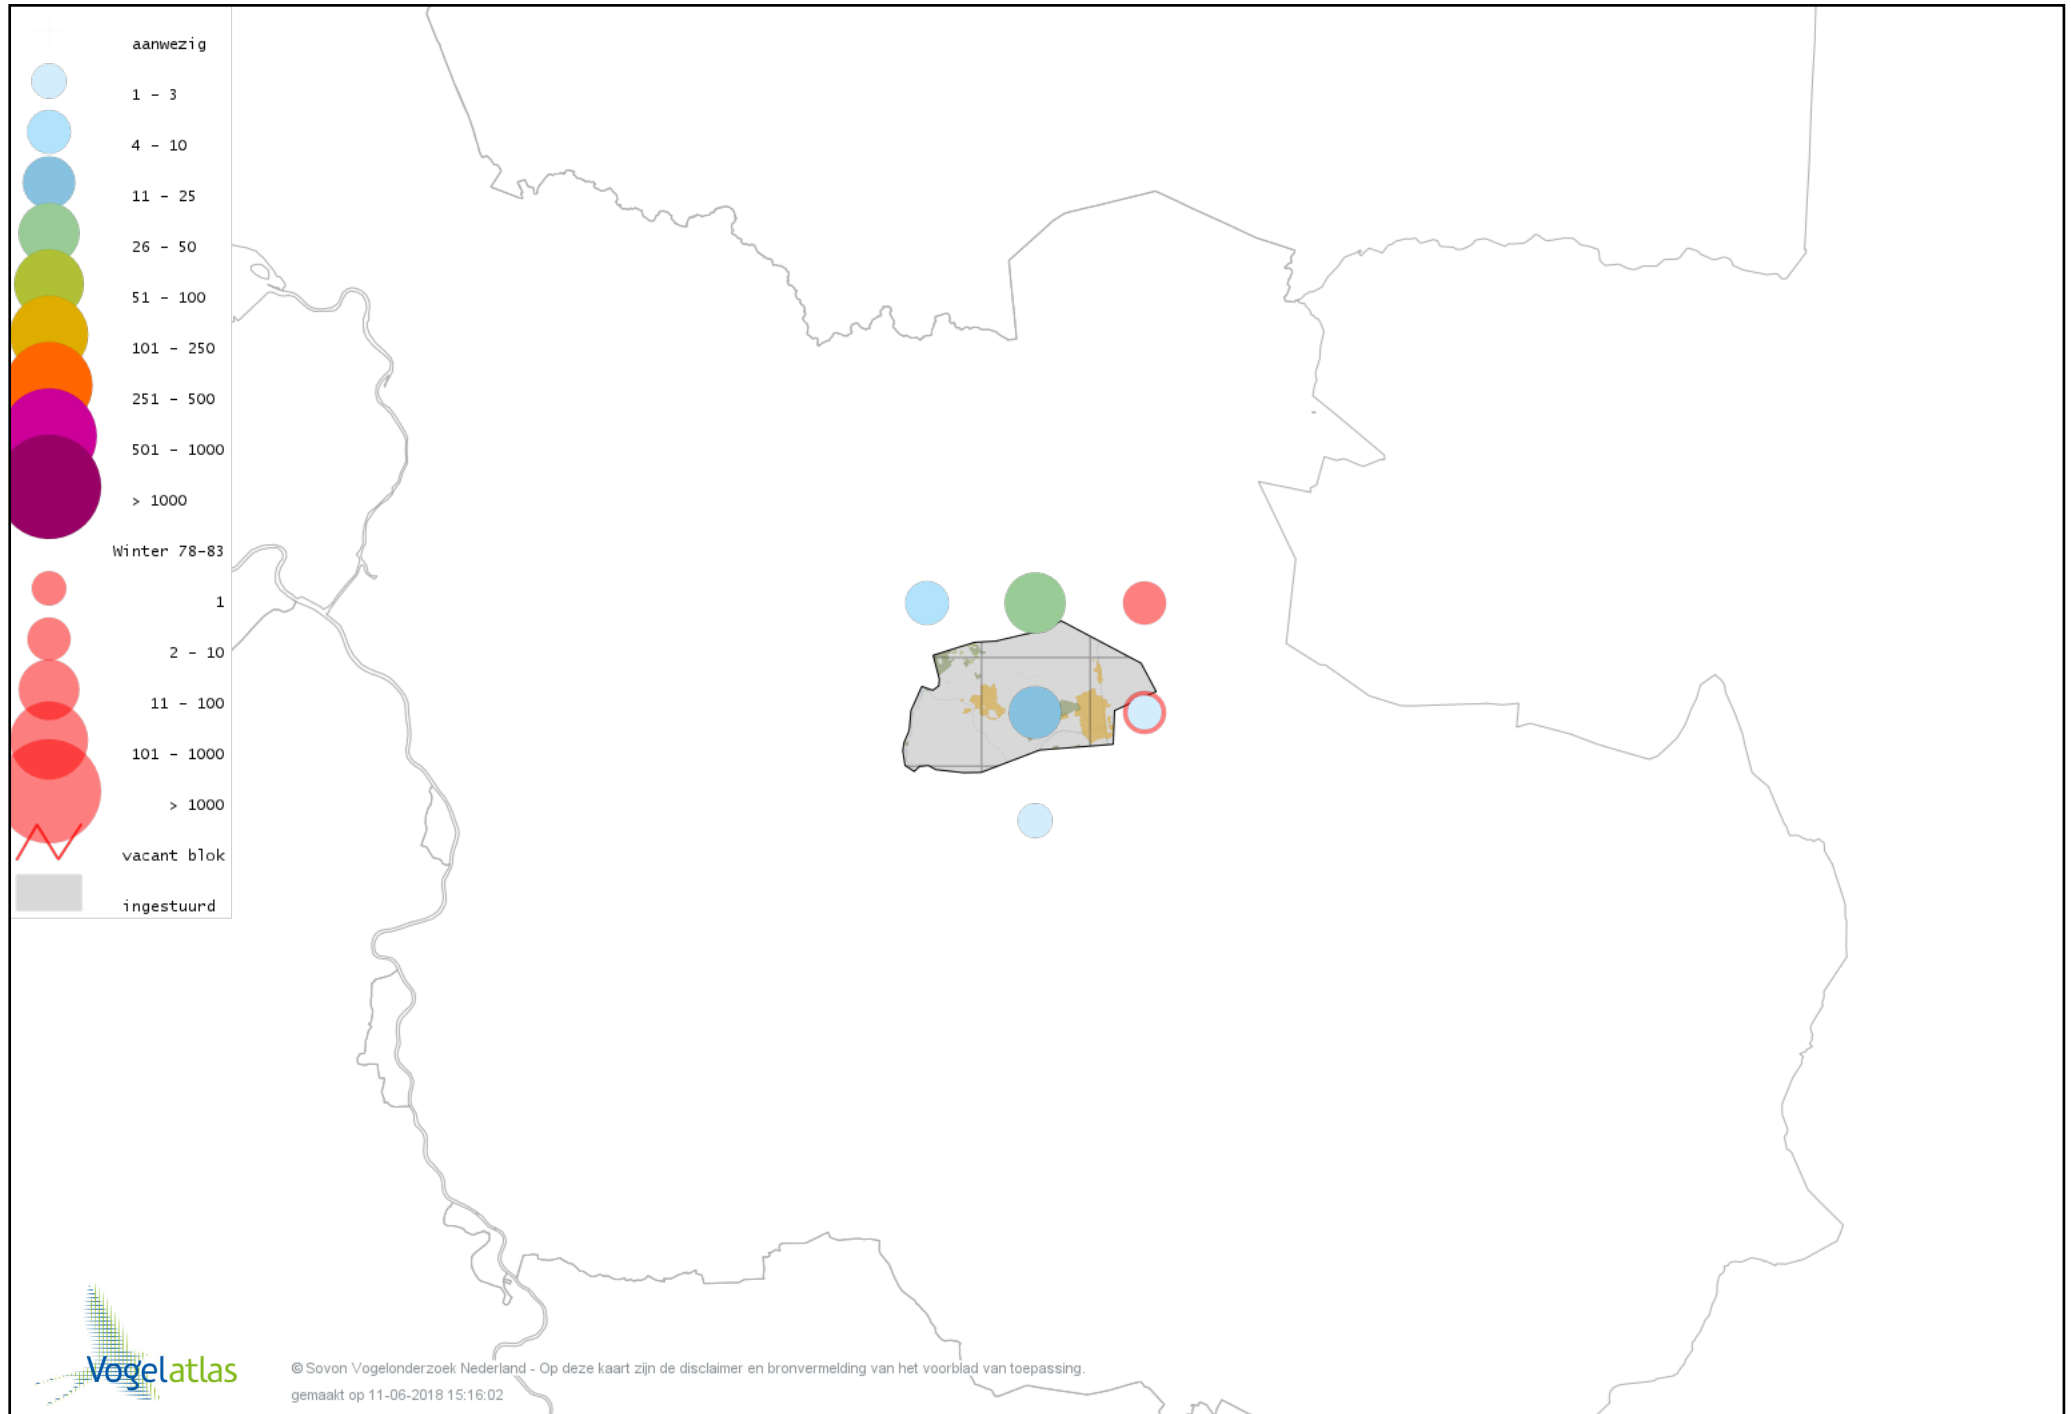 aanwezig
1 - 3
4 - 10
11 - 25
26 - 50
51 - 100
101 - 250
251 - 500
501 - 1000
> 1000
Winter 78-83
1
2 - 10
11 - 100
101 - 1000
> 1000
vacant blok
ingestuurd
Vogelatlas
© Sovon Vogelonderzoek Nederland - Op deze kaart zijn de disclaimer en bronvermelding van het voorblad van toepassing.
gemaakt op 11-06-2018 15:16:02